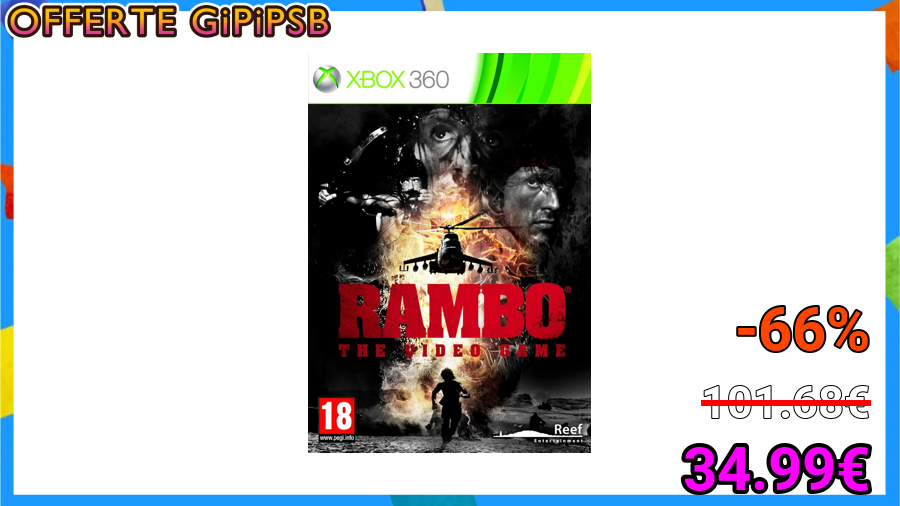 OFFERTE GiPiPSB
XBOX 360
RAMBO®
THE VIDEO GAME
18
www.pegi.info
Reef
Entertainment
-66%
101.68€
34.99€